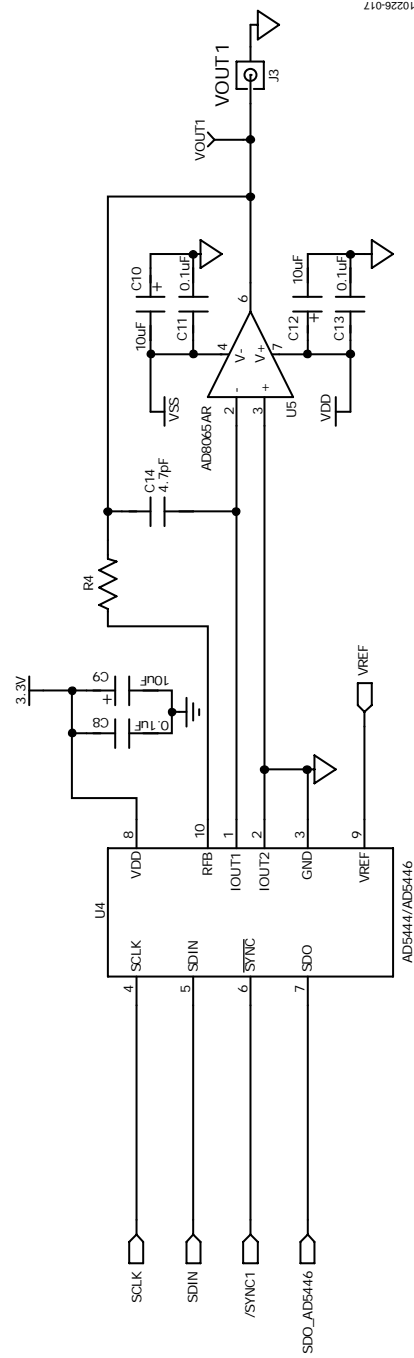 SCLK
SDIN
/SYNC1
SDO_AD5446
4
5
6
7
U4
SCLK
SDIN
SYNC
SDO
VDD
RFB
IOUT1
IOUT2
GND
VREF
AD5444/AD5446
8
10
1
2
3
9
VREF
3.3V
C8
0.1uF
C9
+
10uF
R4
C14
4.7pF
AD8065AR
2
3
-
+
V-
V+
4
7
6
U5
VSS
VDD
10uF
C10
+
C11
0.1uF
C12
+
10uF
C13
0.1uF
VOUT1
VOUT1
J3
10226-017